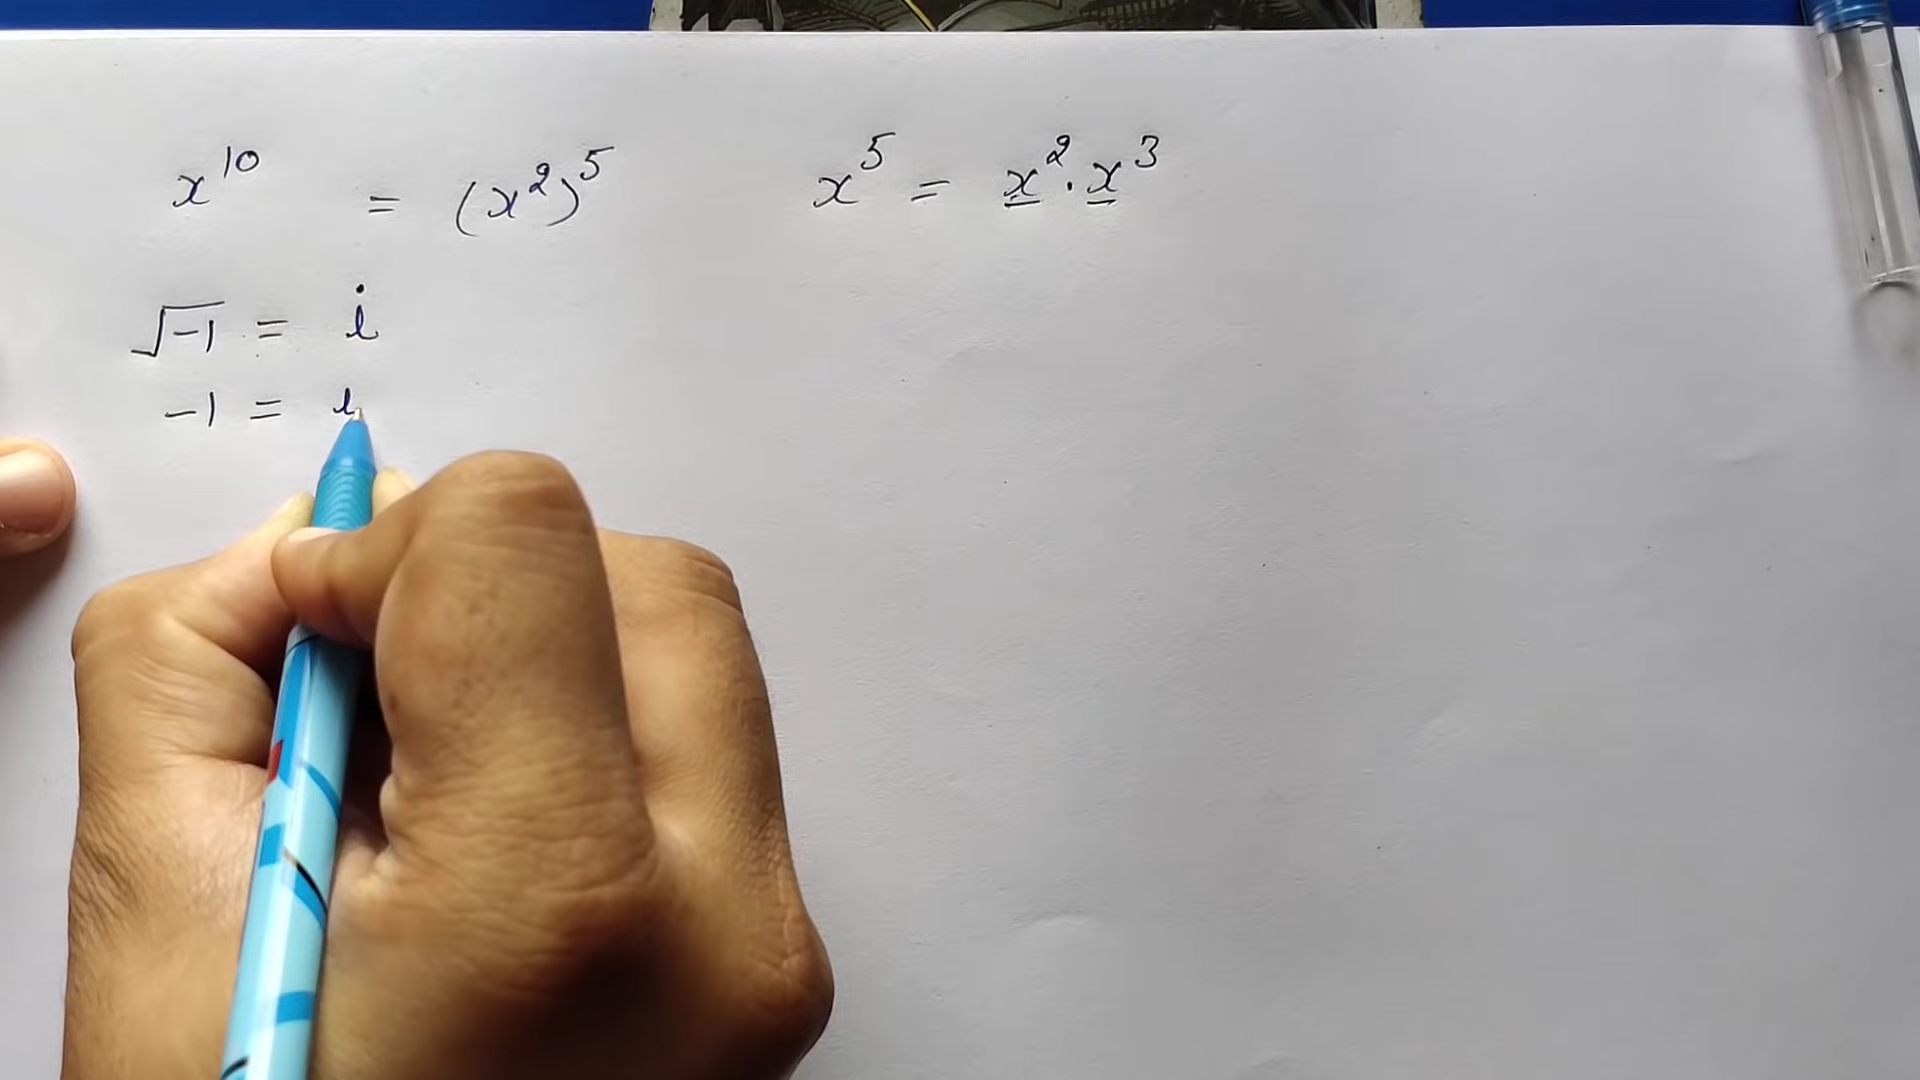 x^10 = (x^2)^5
x^5 = x^2 · x^3
√-1 = i
-1 = i